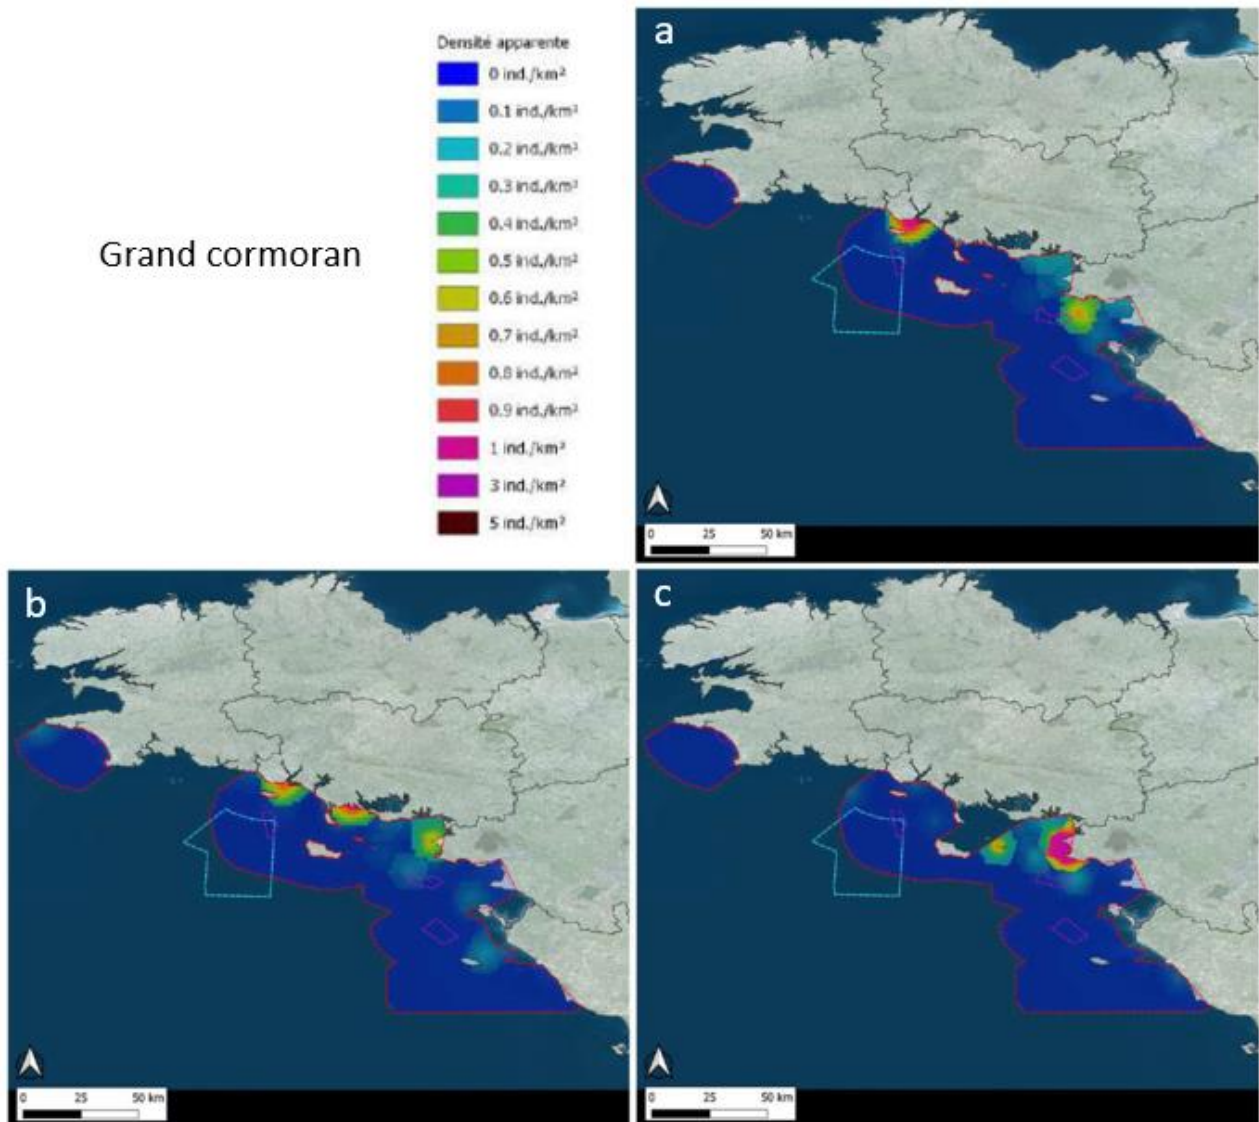 Densité apparente
0 ind./km²
0.1 ind./km²
0.2 ind./km²
0.3 ind./km²
0.4 ind./km²
0.5 ind./km²
0.6 ind./km²
0.7 ind./km²
0.8 ind./km²
0.9 ind./km²
1 ind./km²
3 ind./km²
5 ind./km²
Grand cormoran
a
0 25 50 km
b
0 25 50 km
c
0 25 50 km